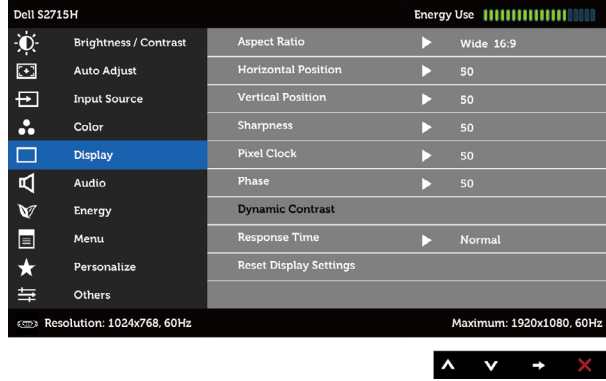 Dell S2715H Energy Use
Brightness / Contrast Aspect Ratio Wide 16:9
Auto Adjust Horizontal Position 50
Input Source Vertical Position 50
Color Sharpness 50
Display Pixel Clock 50
Audio Phase 50
Energy Dynamic Contrast
Menu Response Time Normal
Personalize Reset Display Settings
Others
Resolution: 1024x768, 60Hz Maximum: 1920x1080, 60Hz